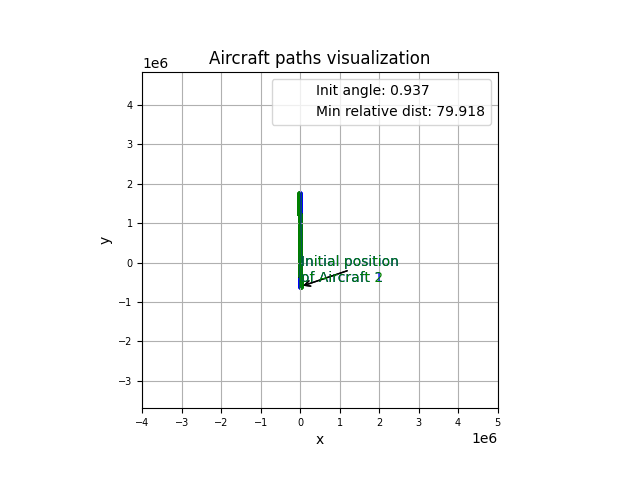 Aircraft paths visualization
1e6
Init angle: 0.937
Min relative dist: 79.918
4
3
2
1
0
−1
−2
−3
y
Initial position
of Aircraft 2
−4 −3 −2 −1 0 1 2 3 4 5
x
1e6